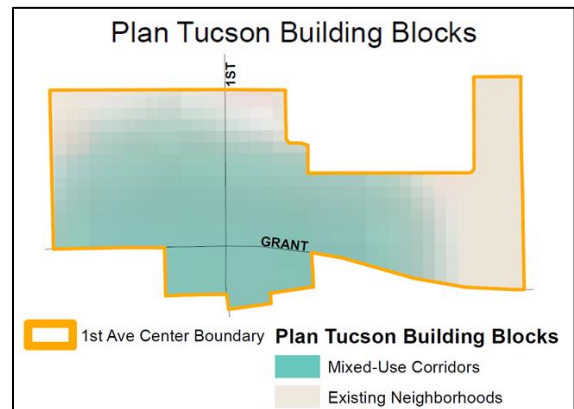 Plan Tucson Building Blocks
1ST
GRANT
1st Ave Center Boundary
Plan Tucson Building Blocks
Mixed-Use Corridors
Existing Neighborhoods